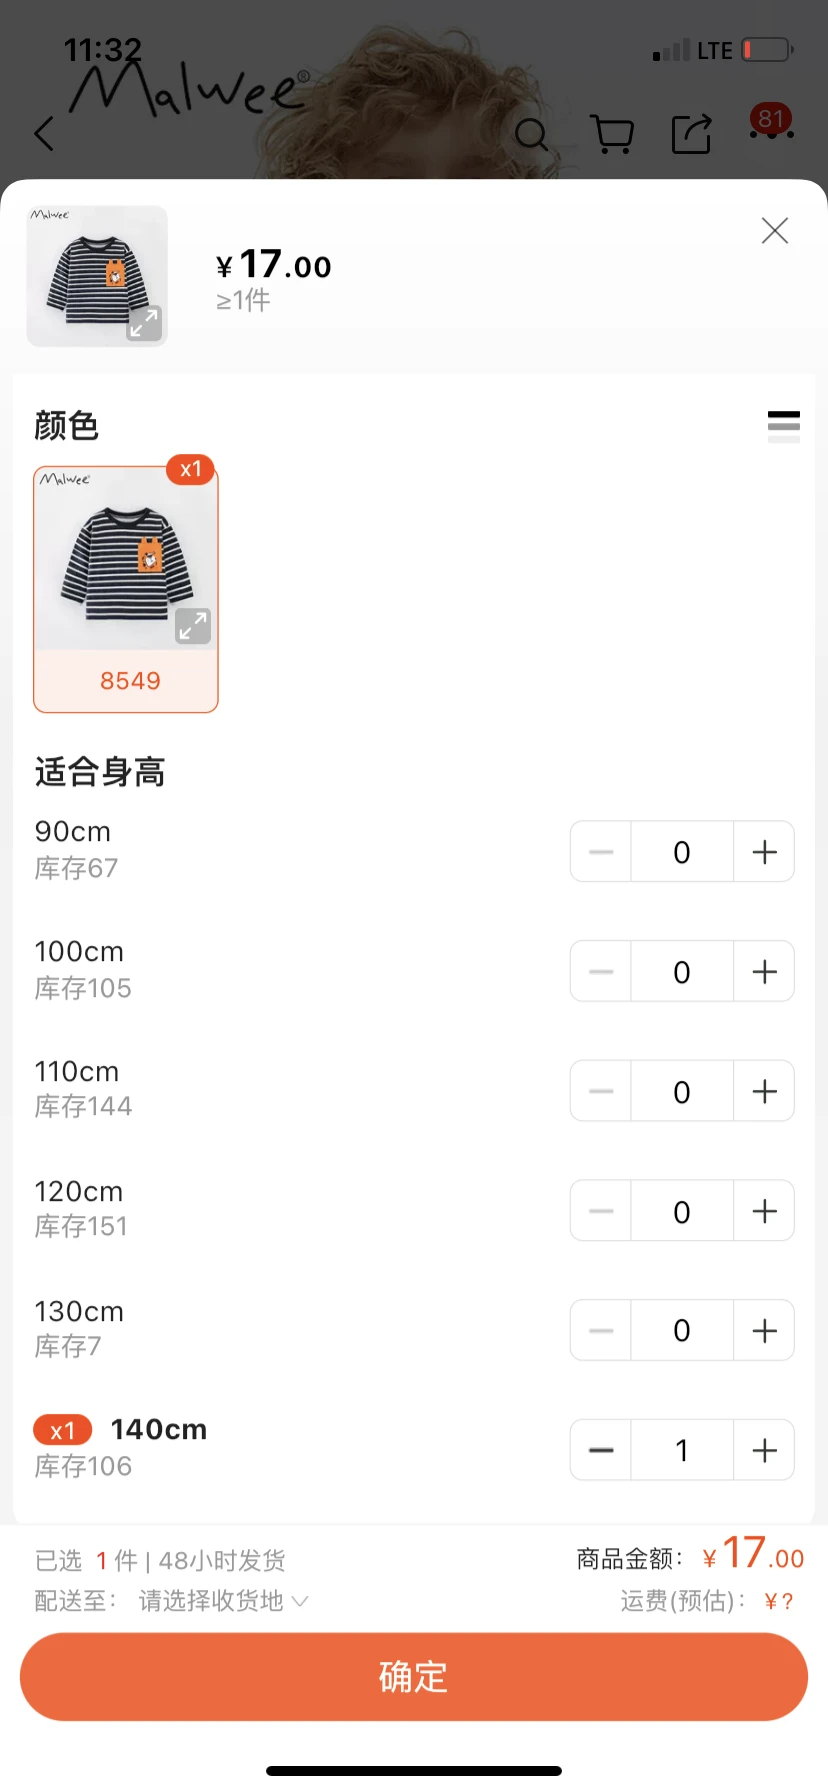 11:32
LTE
Malwee®
81
Malwee
¥17.00
≥1件
颜色
x1
Malwee
8549
适合身高
90cm
0
库存67
100cm
0
库存105
110cm
0
库存144
120cm
0
库存151
130cm
0
库存7
x1 140cm
1
库存106
已选 1 件 | 48小时发货
商品金额： ¥17.00
配送至： 请选择收货地
运费(预估)： ¥?
确定